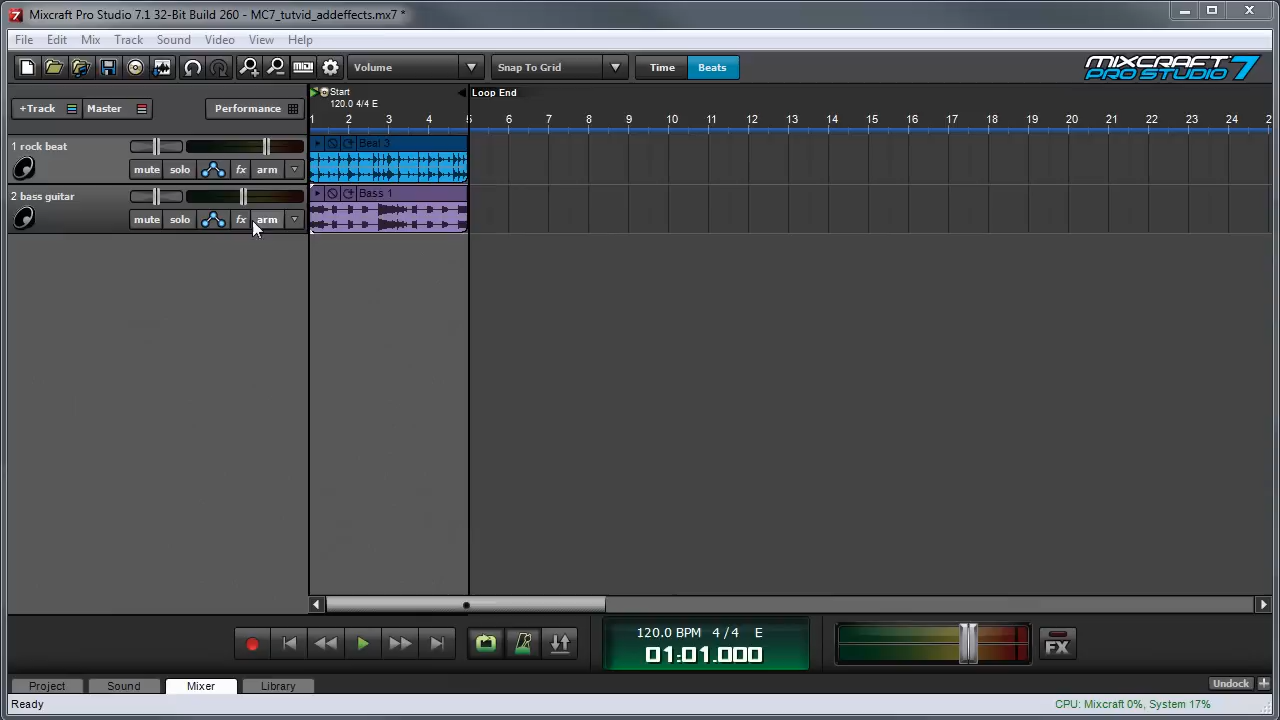 Mixcraft Pro Studio 7.1 32-Bit Build 260 - MC7_tutvid_addeffects.mx7 *
File Edit Mix Track Sound Video View Help
Volume Snap To Grid Time Beats
MIXCRAFT PRO STUDIO 7
+Track Master Performance
Start Loop End
120.0 4/4 E
1 2 3 4 5 6 7 8 9 10 11 12 13 14 15 16 17 18 19 20 21 22 23 24 2
1 rock beat
Beat 3
mute solo fx arm
2 bass guitar
Bass 1
mute solo fx arm
120.0 BPM 4 / 4 E
01:01.000
FX
Project Sound Mixer Library Undock
Ready CPU: Mixcraft 0%, System 17%